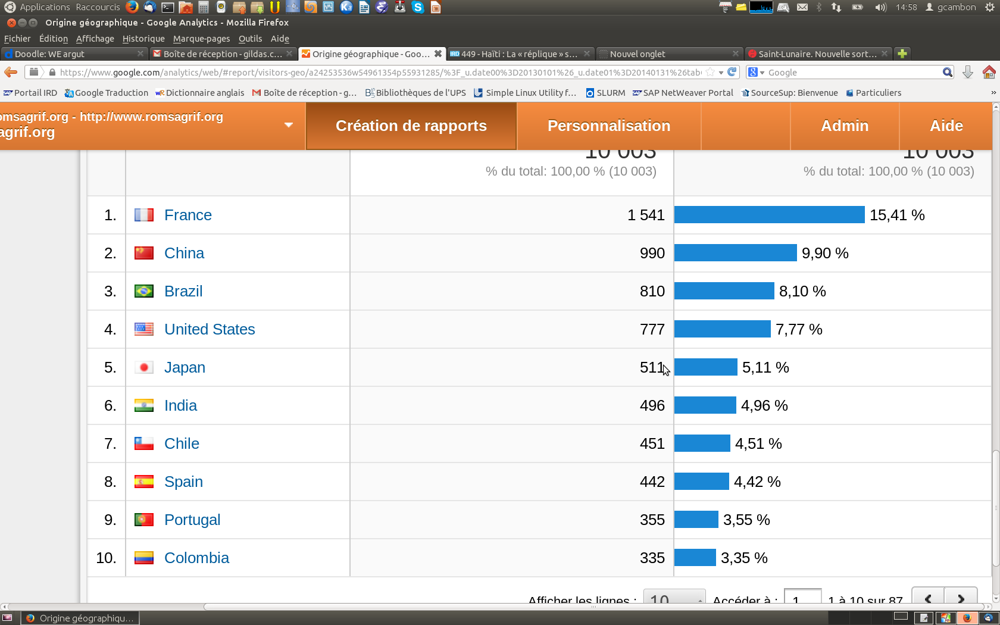 Applications Raccourcis 14:58 gcambon
Origine géographique - Google Analytics - Mozilla Firefox
Fichier Édition Affichage Historique Marque-pages Outils Aide
Doodle: WE argut Boîte de réception - gildas.c... Origine géographique - Goo... IRD 449 - Haïti : La « réplique » s... Nouvel onglet Saint-Lunaire. Nouvelle sort...
https://www.google.com/analytics/web/#report/visitors-geo/a24253536w54961354p55931285/%3F_u.date00%3D20130101%26_u.date01%3D20140131%26tab Google
Portail IRD Google Traduction Dictionnaire anglais Boîte de réception - g... Bibliothèques de l'UPS Simple Linux Utility f... SLURM SAP NetWeaver Portal SourceSup: Bienvenue Particuliers »
omsagrif.org - http://www.romsagrif.org
agrif.org
Création de rapports Personnalisation Admin Aide
10 003 10 003
% du total: 100,00 % (10 003) % du total: 100,00 % (10 003)
1. France 1 541 15,41 %
2. China 990 9,90 %
3. Brazil 810 8,10 %
4. United States 777 7,77 %
5. Japan 511 5,11 %
6. India 496 4,96 %
7. Chile 451 4,51 %
8. Spain 442 4,42 %
9. Portugal 355 3,55 %
10. Colombia 335 3,35 %
Afficher les lignes : 10 Accéder à : 1 1 à 10 sur 87
Origine géographiqu...